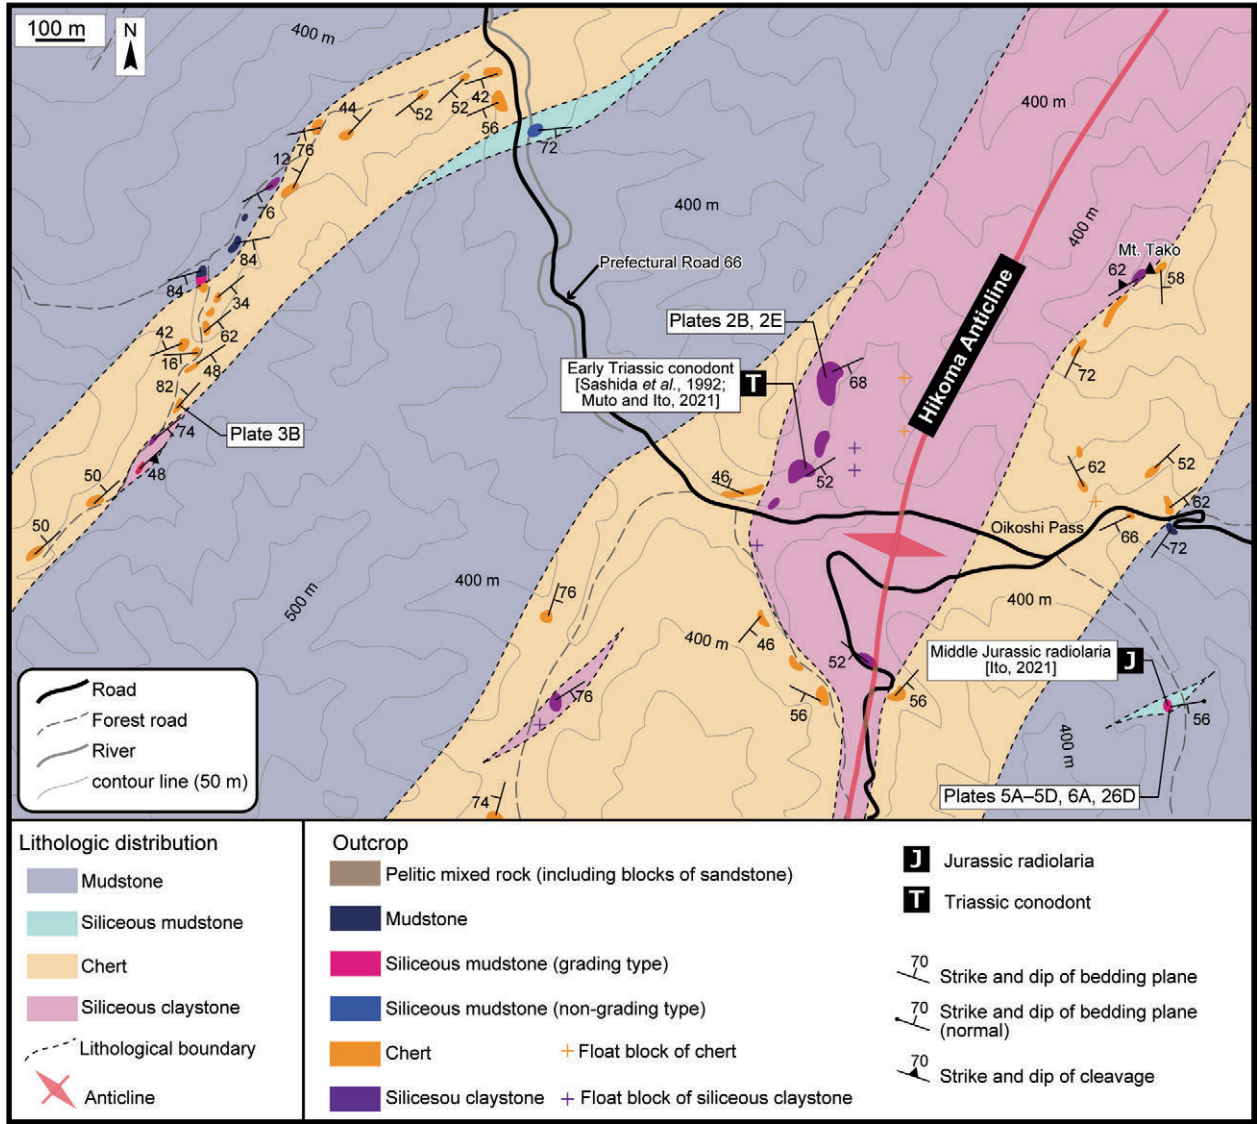 100 m
N
400 m
44
52
52
42
56
76
12
72
76
84
84
34
42
62
16
48
82
74
Plate 3B
48
50
50
400 m
Prefectural Road 66
400 m
400 m
Mt. Tako
62
58
Hikoma Anticline
Plates 2B, 2E
68
Early Triassic conodont
[Sashida et al., 1992;
Muto and Ito, 2021]
T
72
52
46
62
52
62
66
72
Oikoshi Pass
400 m
500 m
76
400 m
400 m
46
52
Middle Jurassic radiolaria
[Ito, 2021]
J
76
56
56
56
400 m
74
Plates 5A–5D, 6A, 26D
Road
Forest road
River
contour line (50 m)
Lithologic distribution
Mudstone
Siliceous mudstone
Chert
Siliceous claystone
Lithological boundary
Anticline
Outcrop
Pelitic mixed rock (including blocks of sandstone)
Mudstone
Siliceous mudstone (grading type)
Siliceous mudstone (non-grading type)
Chert
Float block of chert
Silicesou claystone
Float block of siliceous claystone
J Jurassic radiolaria
T Triassic conodont
70
Strike and dip of bedding plane
70
Strike and dip of bedding plane
(normal)
70
Strike and dip of cleavage